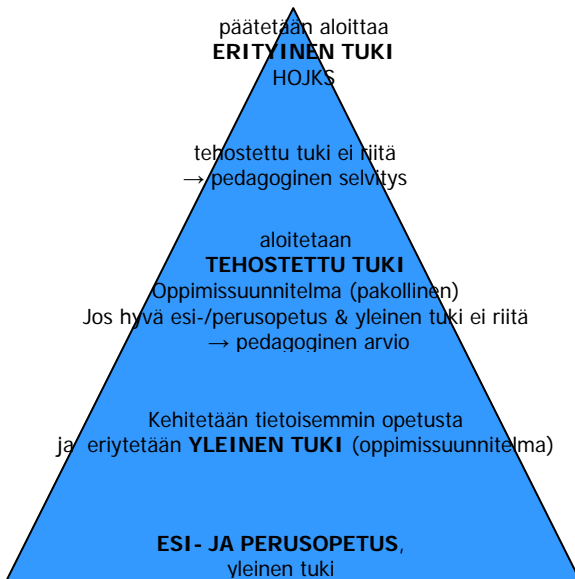 päätetään aloittaa
ERITYINEN TUKI
HOJKS
tehostettu tuki ei riitä
→ pedagoginen selvitys
aloitetaan
TEHOSTETTU TUKI
Oppimissuunnitelma (pakollinen)
Jos hyvä esi-/perusopetus & yleinen tuki ei riitä
→ pedagoginen arvio
Kehitetään tietoisemmin opetusta
ja eriytetään YLEINEN TUKI (oppimissuunnitelma)
ESI- JA PERUSOPETUS,
yleinen tuki